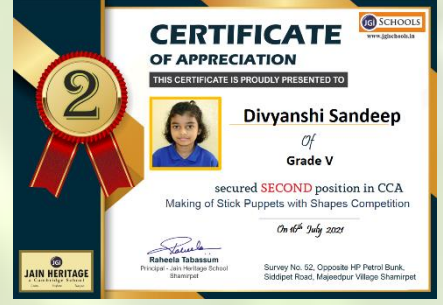 JGI SCHOOLS
www.jgischools.in
CERTIFICATE
OF APPRECIATION
THIS CERTIFICATE IS PROUDLY PRESENTED TO
2
Divyanshi Sandeep
Of
Grade V
secured SECOND position in CCA
Making of Stick Puppets with Shapes Competition
On 16th July 2021
Raheela Tabassum
Principal - Jain Heritage School
Shamirpet
Survey No. 52, Opposite HP Petrol Bunk,
Siddipet Road, Majeedpur Village Shamirpet
JGI
JAIN HERITAGE
a Cambridge School